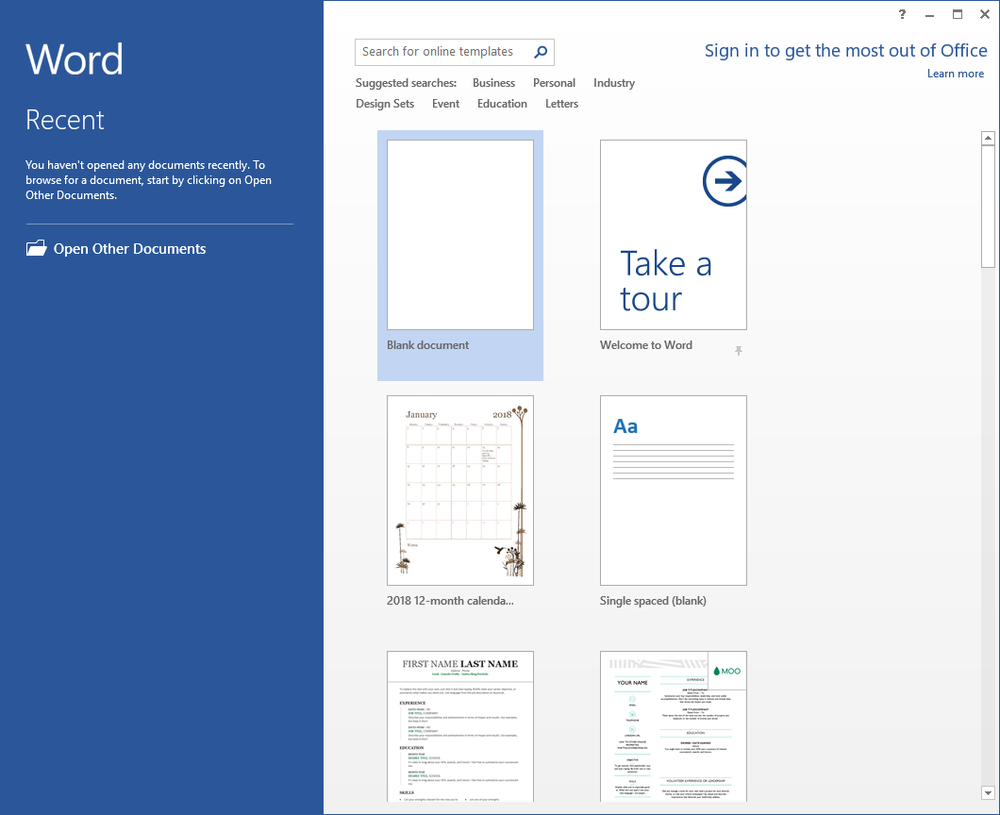 ?
Word
Search for online templates
Sign in to get the most out of Office
Learn more
Suggested searches: Business Personal Industry
Design Sets Event Education Letters
Recent
You haven't opened any documents recently. To
browse for a document, start by clicking on Open
Other Documents.
Open Other Documents
Take a
tour
Blank document
Welcome to Word
January 2018
Aa
2018 12-month calenda...
Single spaced (blank)
FIRST NAME LAST NAME
EXPERIENCE
EDUCATION
SKILLS
MOO
YOUR NAME
EXPERIENCE
EDUCATION
VOLUNTEER EXPERIENCE OR LEADERSHIP